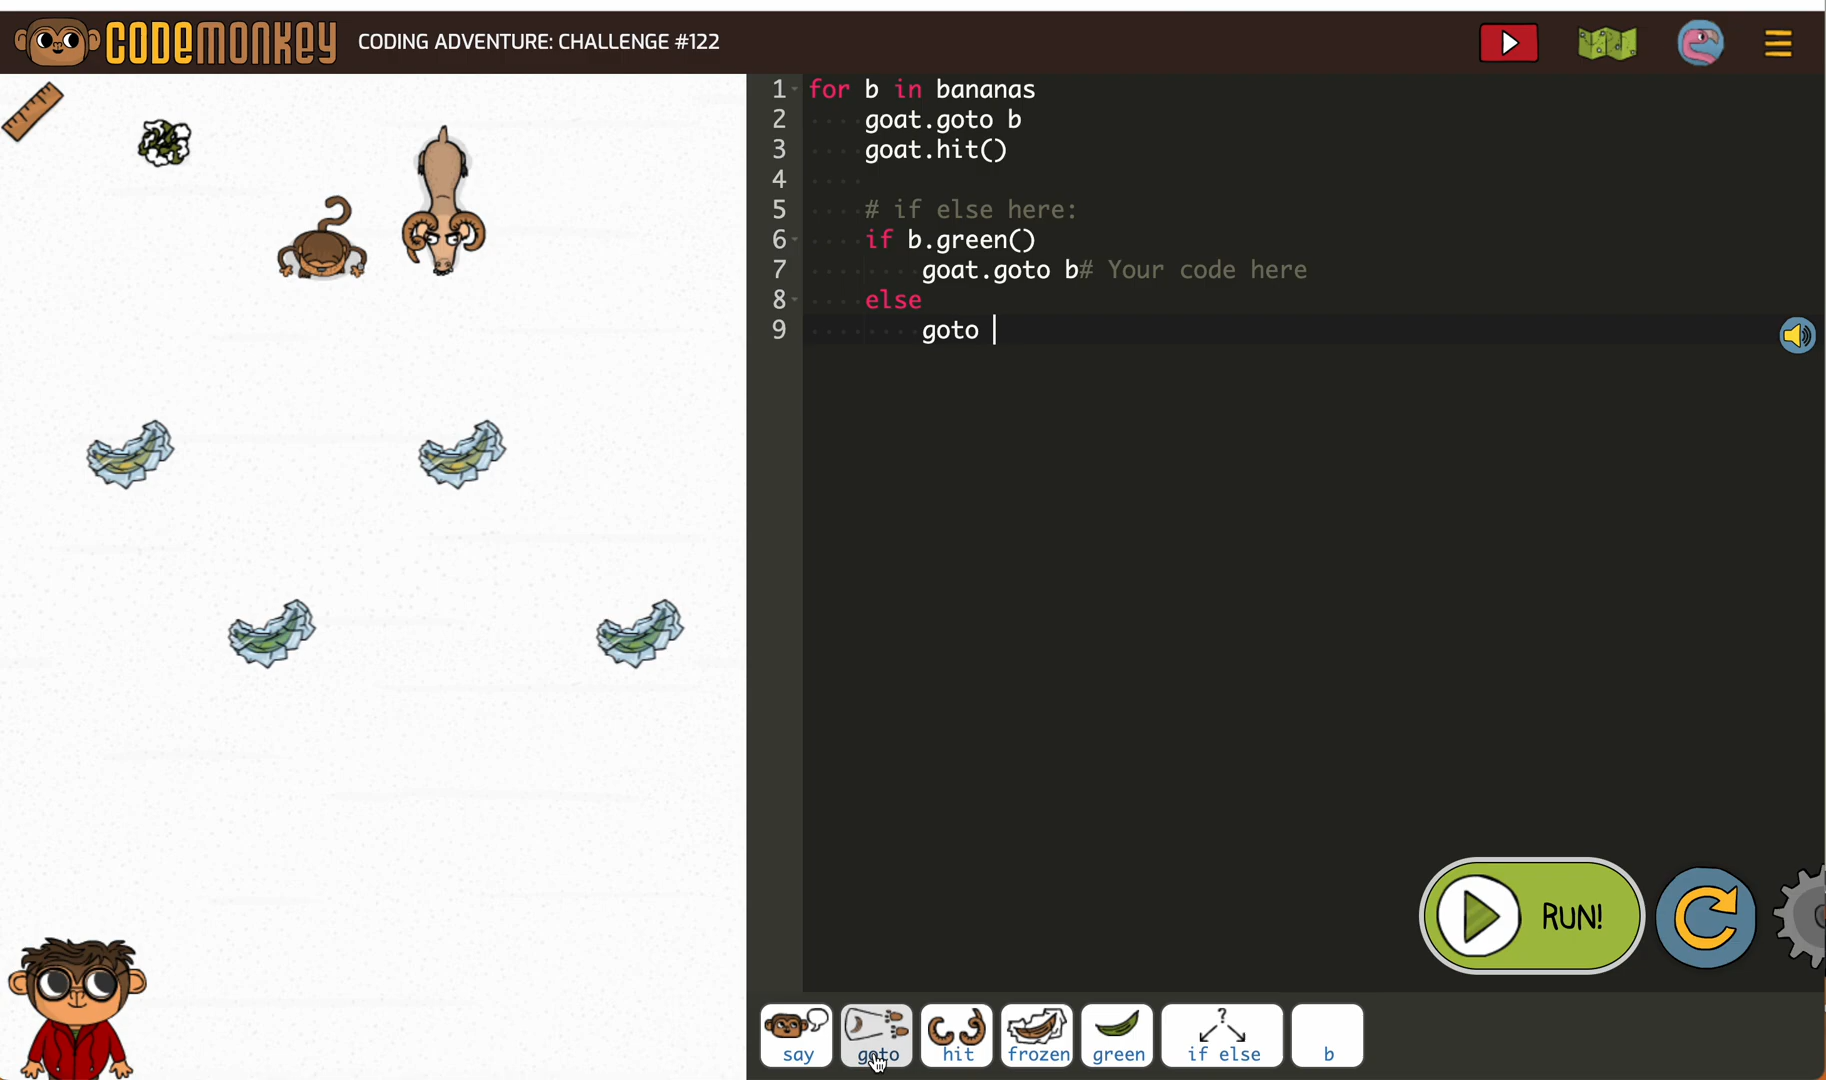 CODEMONKEY CODING ADVENTURE: CHALLENGE #122
1 for b in bananas
2 goat.goto b
3 goat.hit()
4
5 # if else here:
6 if b.green()
7 goat.goto b# Your code here
8 else
9 goto
RUN!
say goto hit frozen green ? if else b